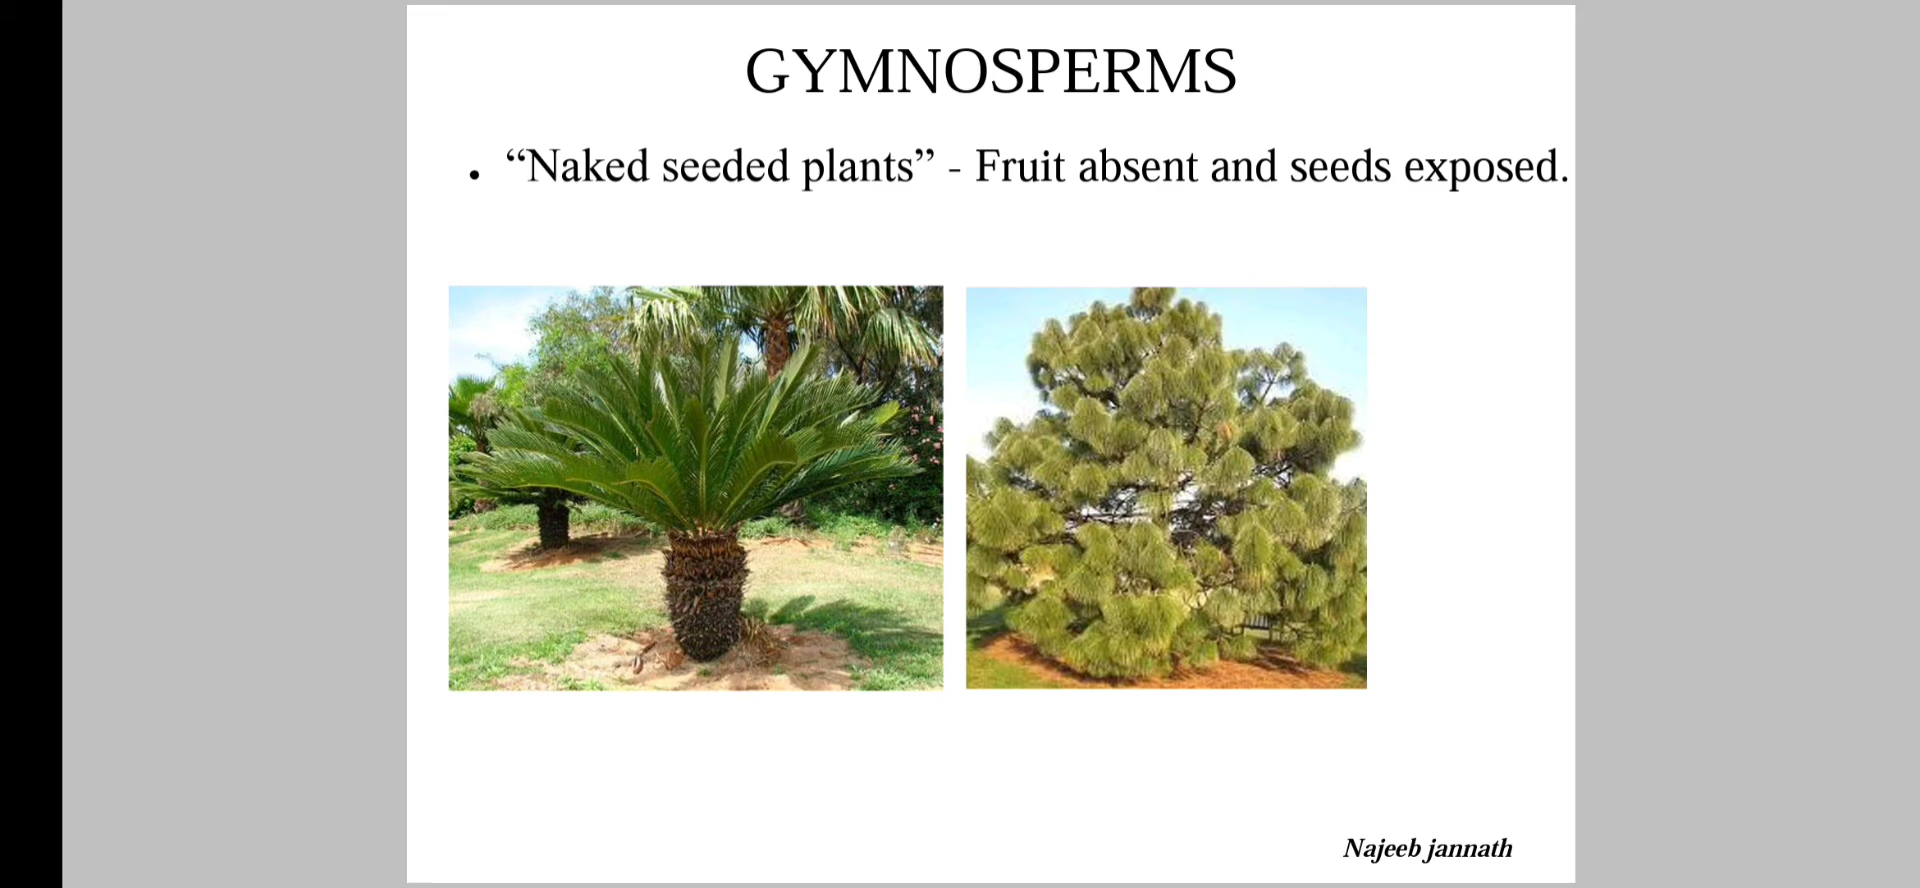 GYMNOSPERMS
• “Naked seeded plants” - Fruit absent and seeds exposed.
Najeeb jannath